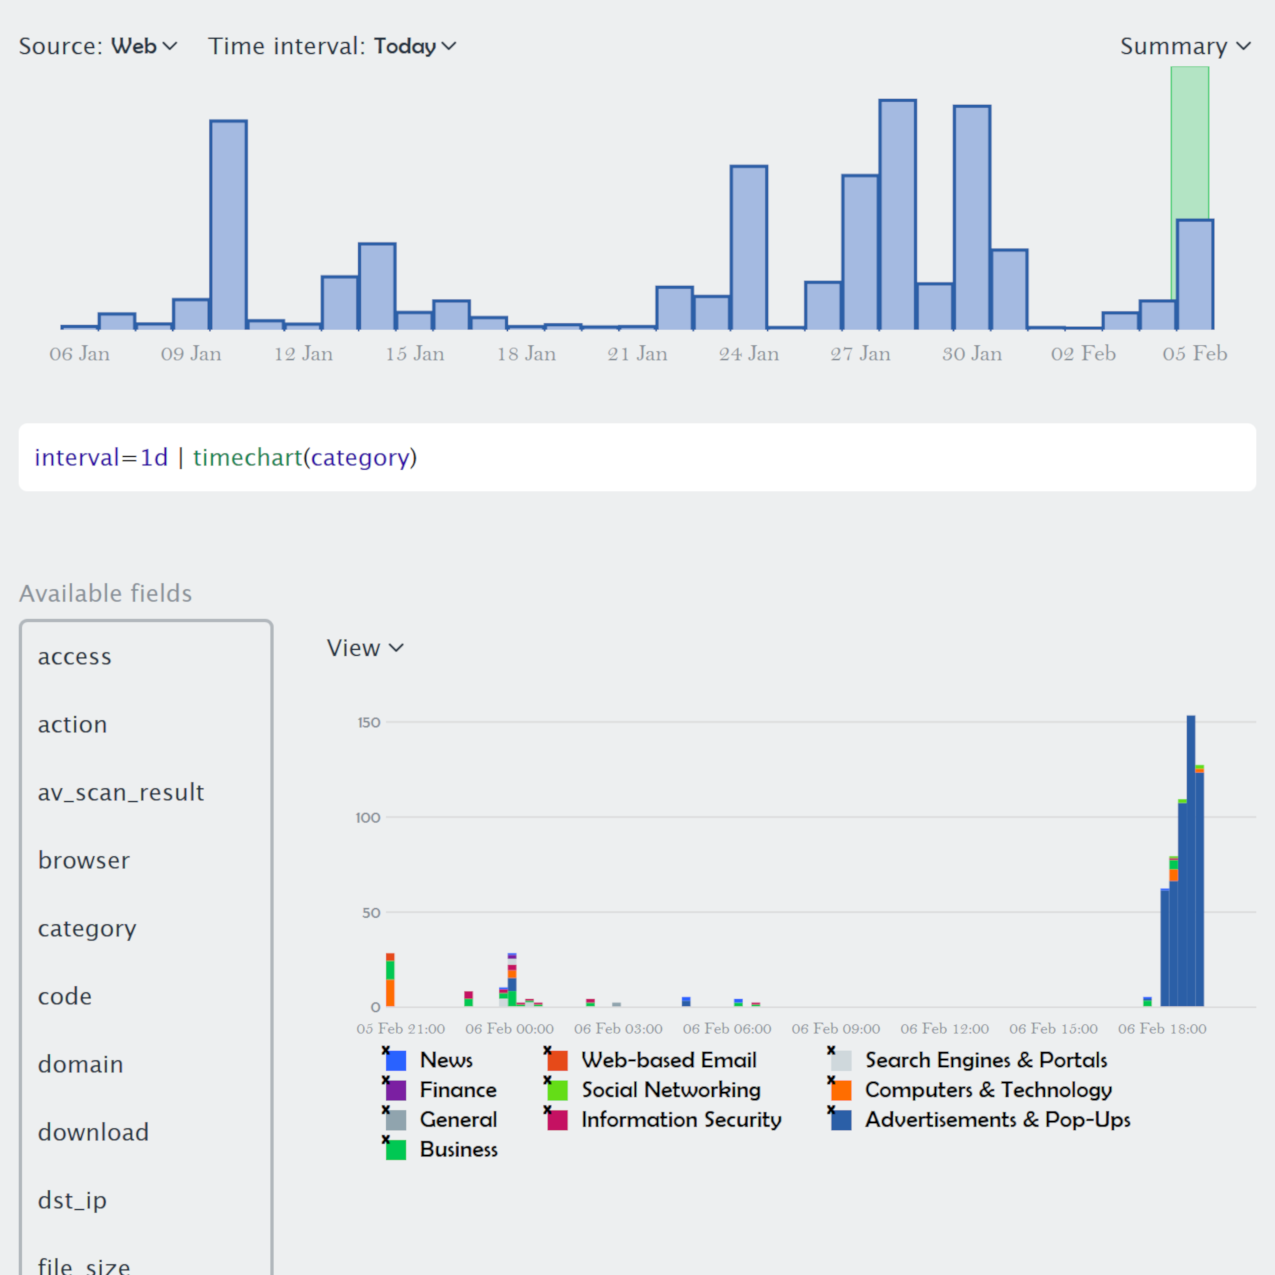 Source: Web Time interval: Today Summary
06 Jan 09 Jan 12 Jan 15 Jan 18 Jan 21 Jan 24 Jan 27 Jan 30 Jan 02 Feb 05 Feb
interval=1d | timechart(category)
Available fields
access
action
av_scan_result
browser
category
code
domain
download
dst_ip
file_size
View
150
100
50
0
05 Feb 21:00 06 Feb 00:00 06 Feb 03:00 06 Feb 06:00 06 Feb 09:00 06 Feb 12:00 06 Feb 15:00 06 Feb 18:00
x News x Web-based Email x Search Engines & Portals
x Finance x Social Networking x Computers & Technology
x General x Information Security x Advertisements & Pop-Ups
x Business